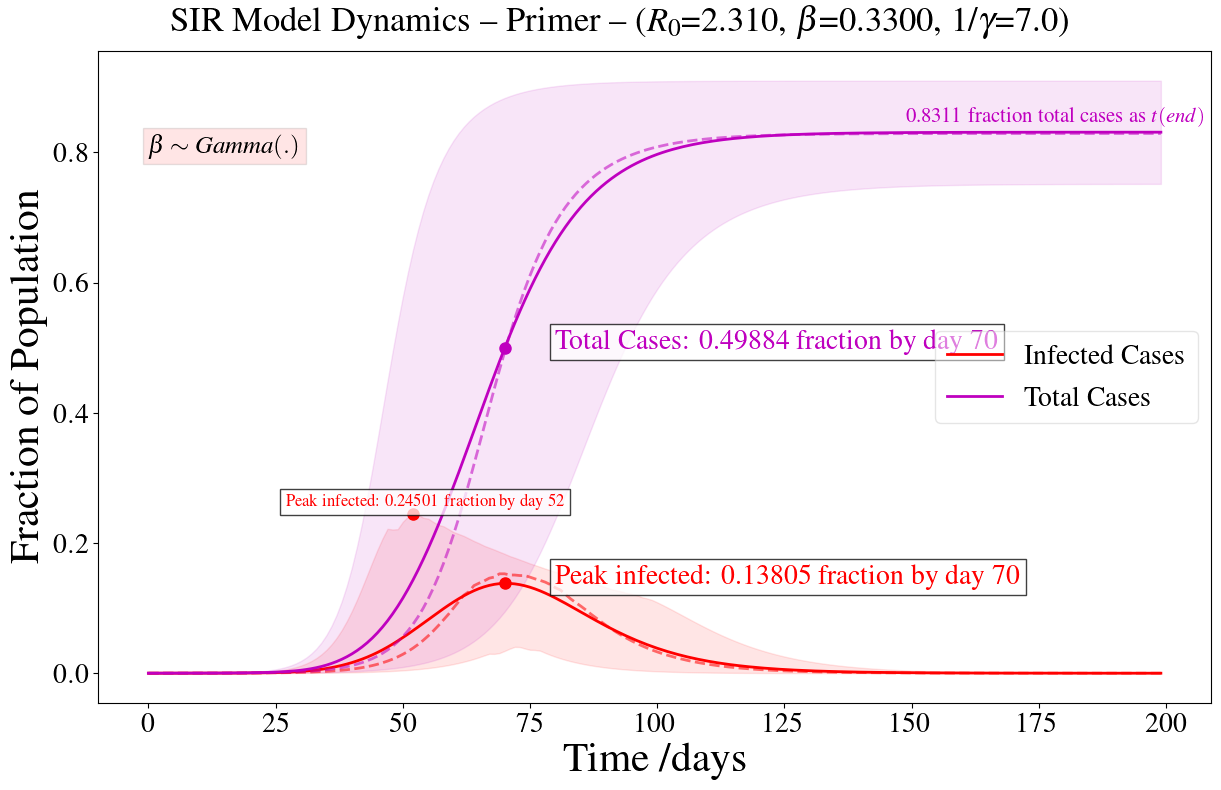 SIR Model Dynamics – Primer – (R₀=2.310, β=0.3300, 1/γ=7.0)
0.8311 fraction total cases as t(end)
β ~ Gamma(.)
Total Cases: 0.49884 fraction by day 70
Infected Cases
Total Cases
Peak infected: 0.24501 fraction by day 52
Peak infected: 0.13805 fraction by day 70
Fraction of Population
0.8
0.6
0.4
0.2
0.0
0 25 50 75 100 125 150 175 200
Time /days